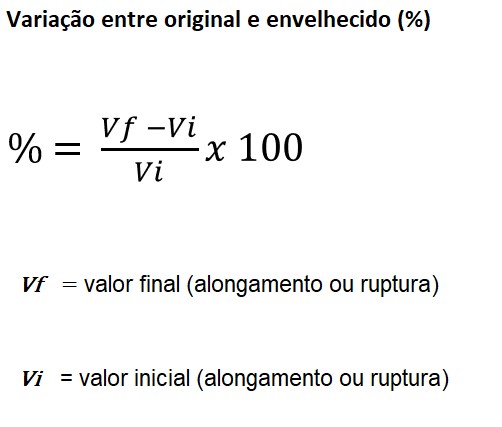 Variação entre original e envelhecido (%)
% = Vf −Vi / Vi x 100
Vf = valor final (alongamento ou ruptura)
Vi = valor inicial (alongamento ou ruptura)